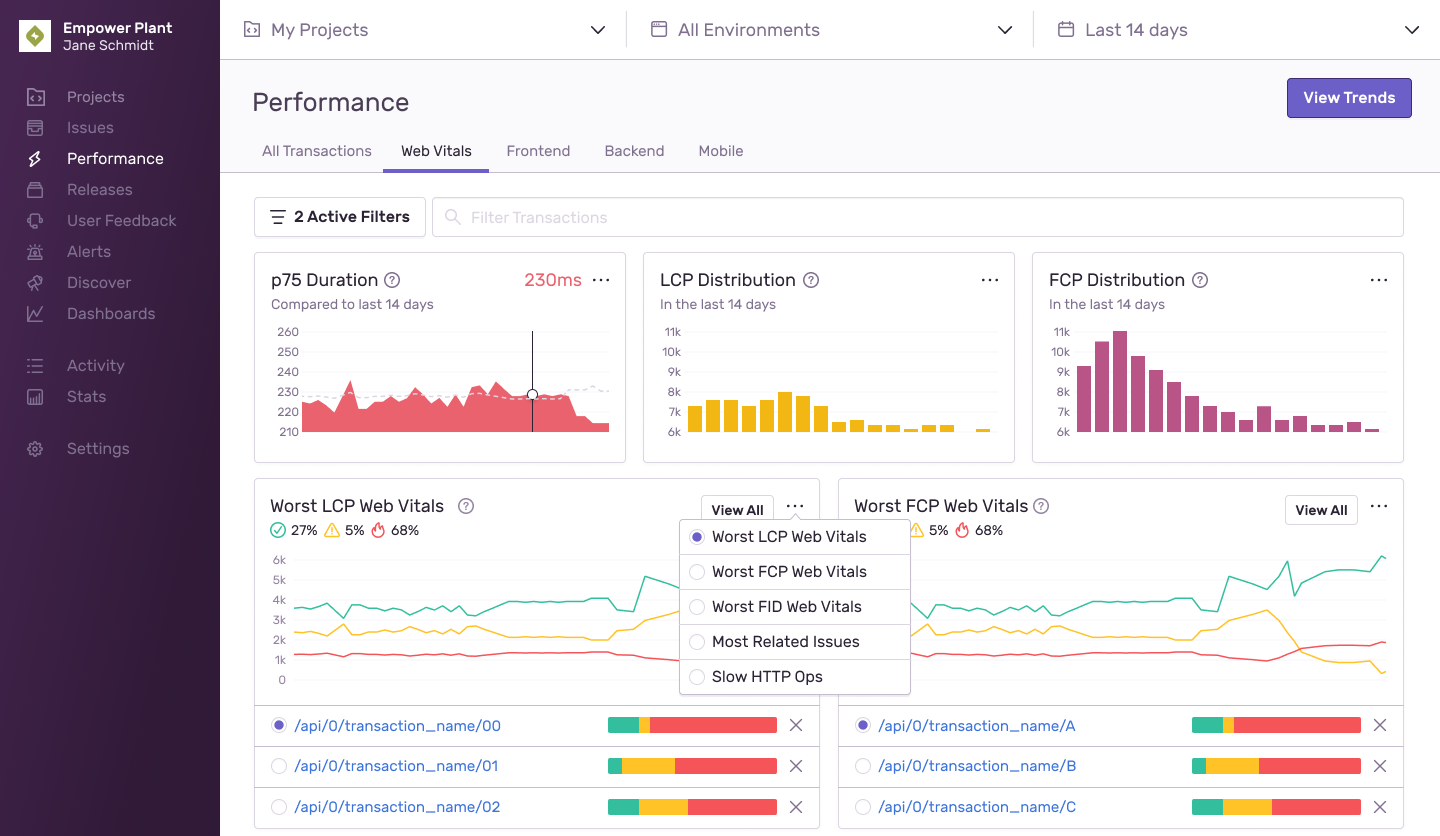 Empower Plant
Jane Schmidt
My Projects
All Environments
Last 14 days
Projects
Issues
Performance
Releases
User Feedback
Alerts
Discover
Dashboards
Activity
Stats
Settings
Performance
View Trends
All Transactions Web Vitals Frontend Backend Mobile
2 Active Filters
Filter Transactions
p75 Duration ? 230ms ...
Compared to last 14 days
260
250
240
230
220
210
LCP Distribution ? ...
In the last 14 days
11k
10k
9k
8k
7k
6k
FCP Distribution ? ...
In the last 14 days
11k
10k
9k
8k
7k
6k
Worst LCP Web Vitals ? View All ...
27% 5% 68%
6k
5k
4k
3k
2k
1k
0
Worst LCP Web Vitals
Worst FCP Web Vitals
Worst FID Web Vitals
Most Related Issues
Slow HTTP Ops
/api/0/transaction_name/00
/api/0/transaction_name/01
/api/0/transaction_name/02
Worst FCP Web Vitals ? View All ...
5% 68%
/api/0/transaction_name/A
/api/0/transaction_name/B
/api/0/transaction_name/C